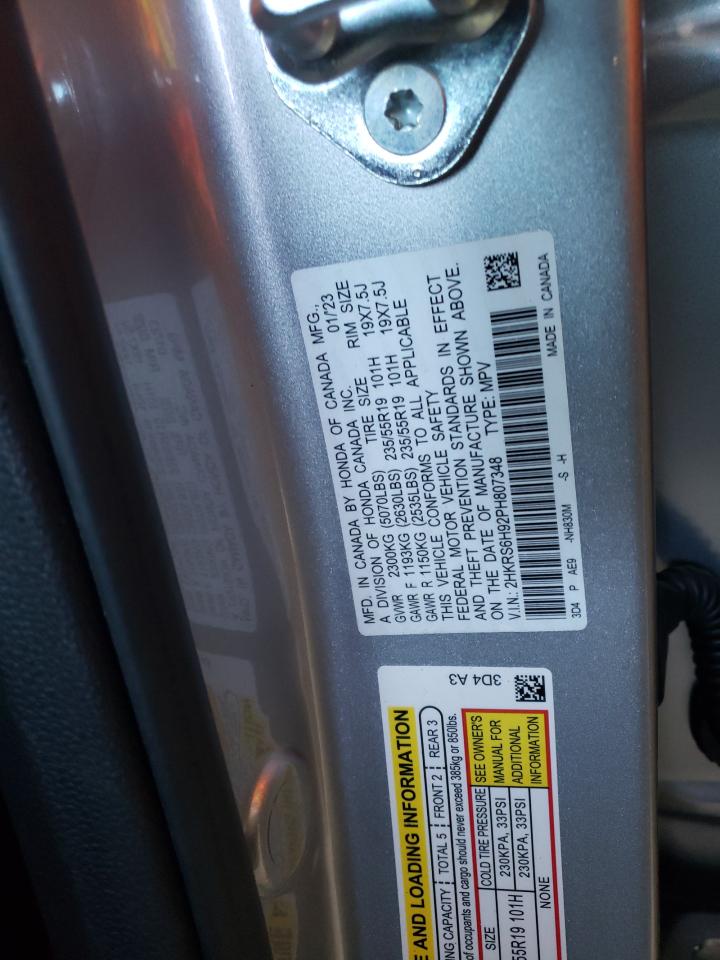 MFD. IN CANADA BY HONDA OF CANADA MFG.,
A DIVISION OF HONDA CANADA INC. 01/23
GVWR 2300KG (5070LBS) TIRE SIZE RIM SIZE
GAWR F 1193KG (2630LBS) 235/55R19 101H 19X7.5J
GAWR R 1150KG (2535LBS) 235/55R19 101H 19X7.5J
THIS VEHICLE CONFORMS TO ALL APPLICABLE
FEDERAL MOTOR VEHICLE SAFETY
AND THEFT PREVENTION STANDARDS IN EFFECT
ON THE DATE OF MANUFACTURE SHOWN ABOVE.
V.I.N.: 2HKRS6H92PH807348 TYPE: MPV
3D4 P AE9 -NH830M -S -H
MADE IN CANADA
E AND LOADING INFORMATION
NG CAPACITY TOTAL 5 FRONT 2 REAR 3
of occupants and cargo should never exceed 385kg or 850lbs.
SIZE COLD TIRE PRESSURE SEE OWNER'S
230KPA, 33PSI MANUAL FOR
55R19 101H 230KPA, 33PSI ADDITIONAL
NONE INFORMATION
3D4 A3